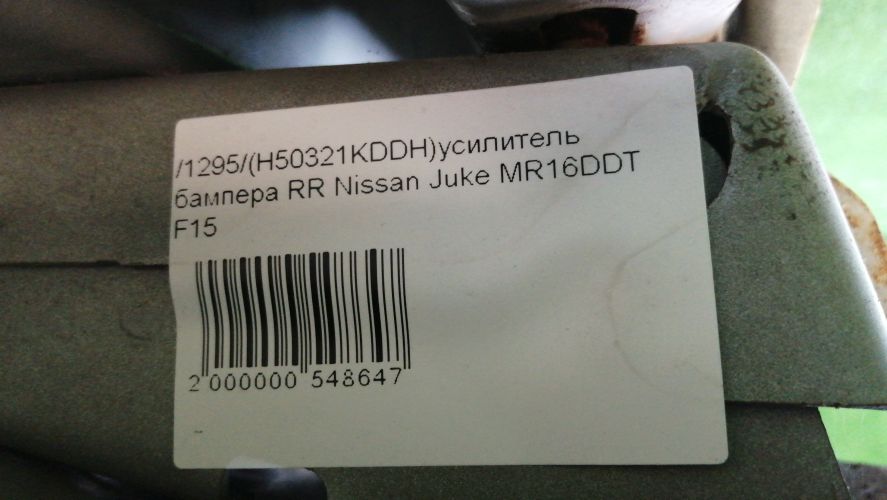 /1295/(H50321KDDH)усилитель
бампера RR Nissan Juke MR16DDT
F15
2 000000 548647